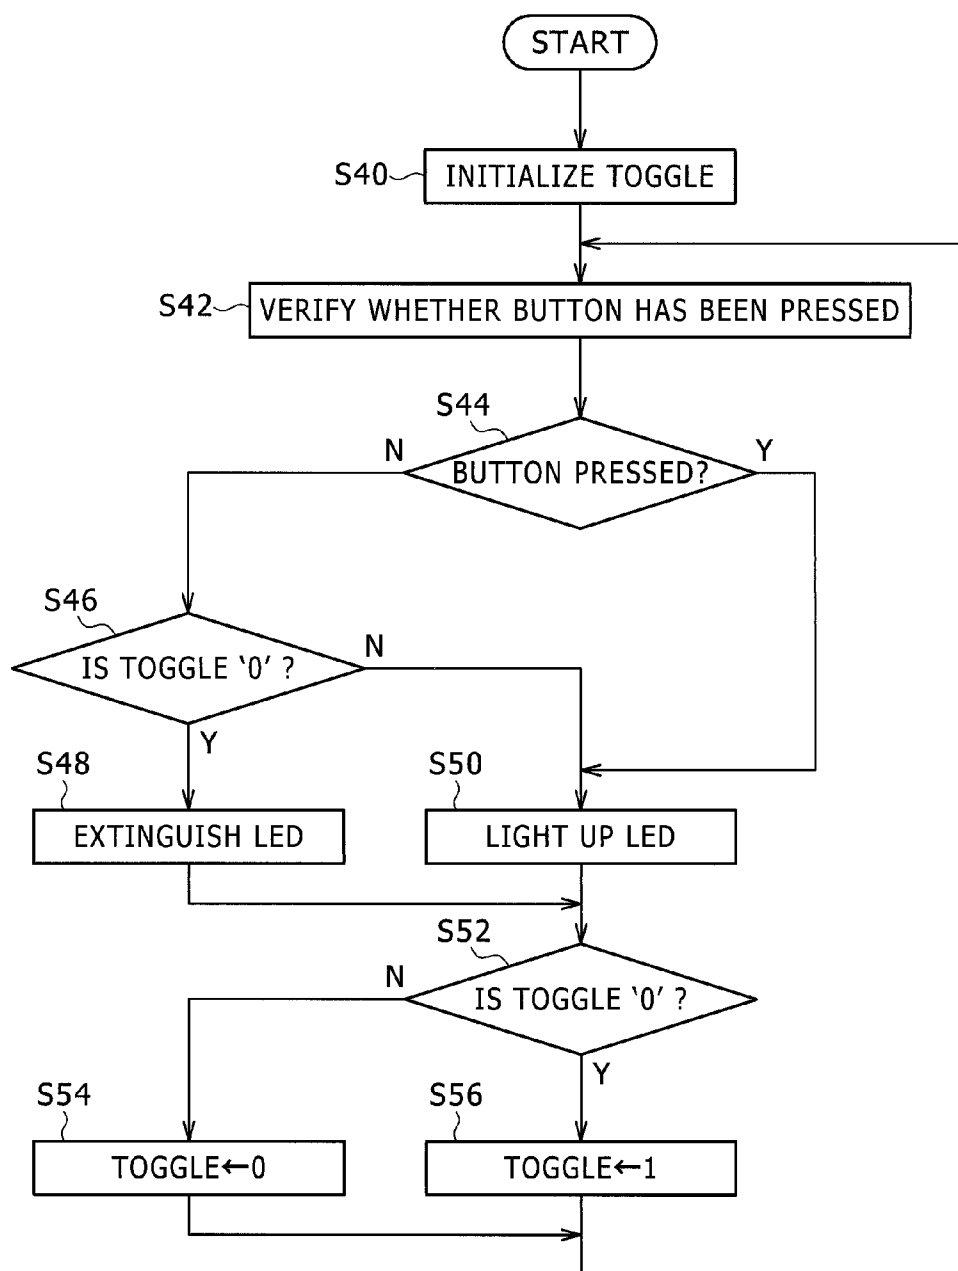 START
S40
INITIALIZE TOGGLE
S42
VERIFY WHETHER BUTTON HAS BEEN PRESSED
S44
N
BUTTON PRESSED?
Y
S46
IS TOGGLE ‘0’ ?
N
Y
S48
EXTINGUISH LED
S50
LIGHT UP LED
S52
N
IS TOGGLE ‘0’ ?
Y
S54
TOGGLE←0
S56
TOGGLE←1